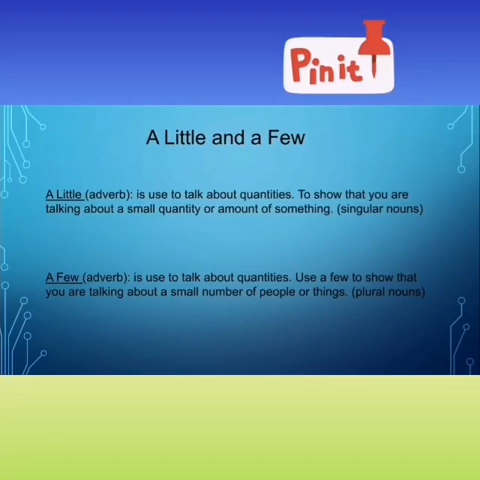 Pin it
A Little and a Few
A Little (adverb): is use to talk about quantities. To show that you are
talking about a small quantity or amount of something. (singular nouns)
A Few (adverb): is use to talk about quantities. Use a few to show that
you are talking about a small number of people or things. (plural nouns)